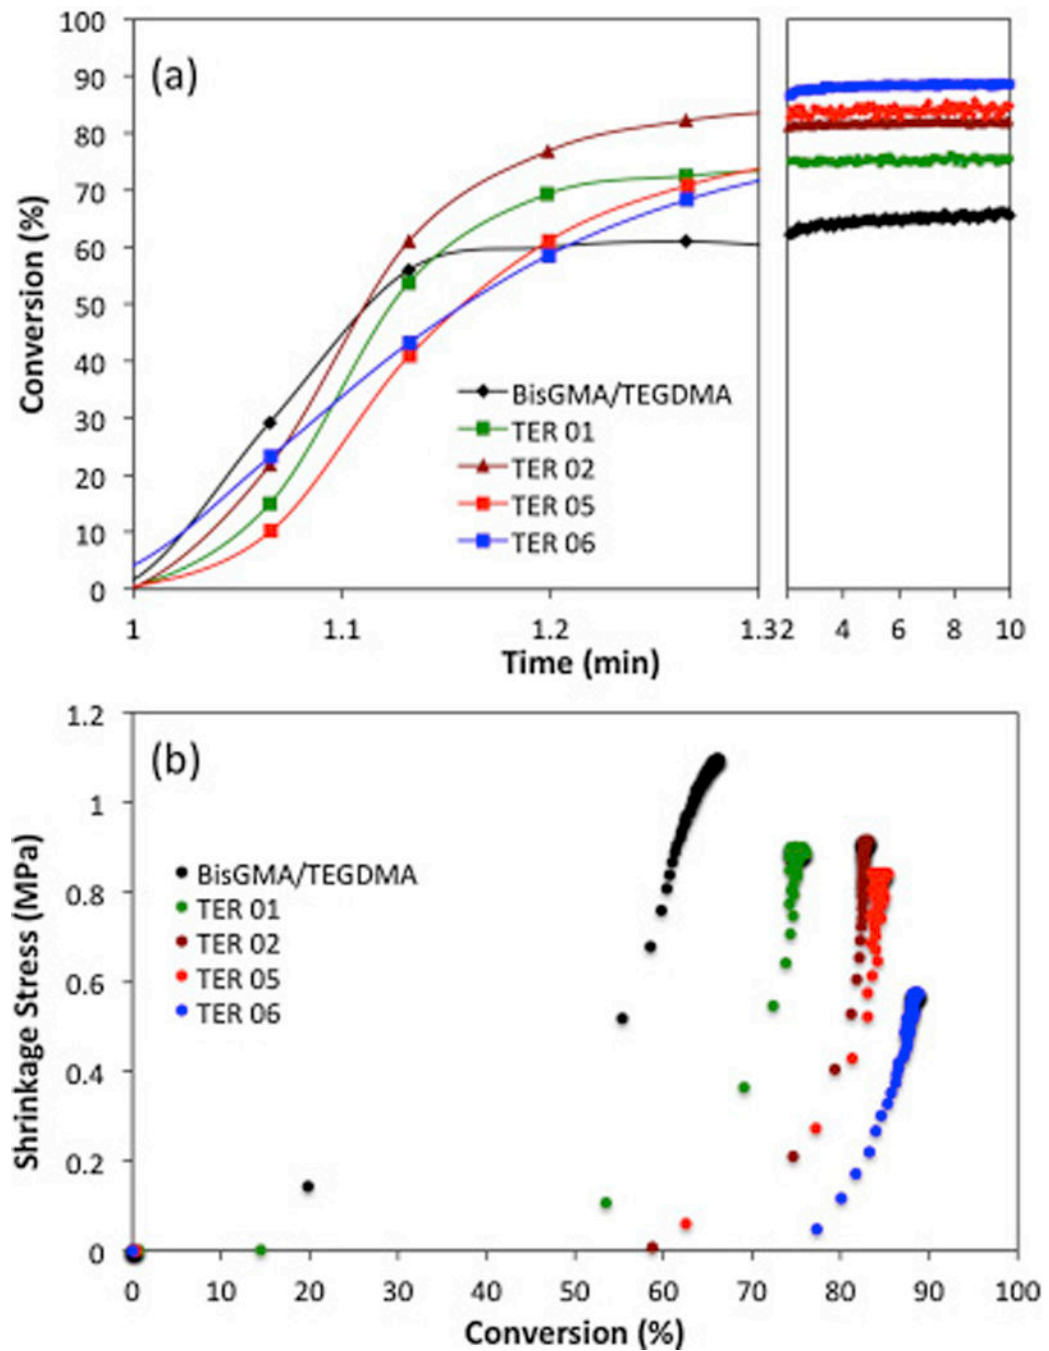 100
90
80
70
60
50
40
30
20
10
0
Conversion (%)
(a)
BisGMA/TEGDMA
TER 01
TER 02
TER 05
TER 06
1 1.1 1.2 1.3 2 4 6 8 10
Time (min)
1.2
1
0.8
0.6
0.4
0.2
0
Shrinkage Stress (MPa)
(b)
BisGMA/TEGDMA
TER 01
TER 02
TER 05
TER 06
0 10 20 30 40 50 60 70 80 90 100
Conversion (%)